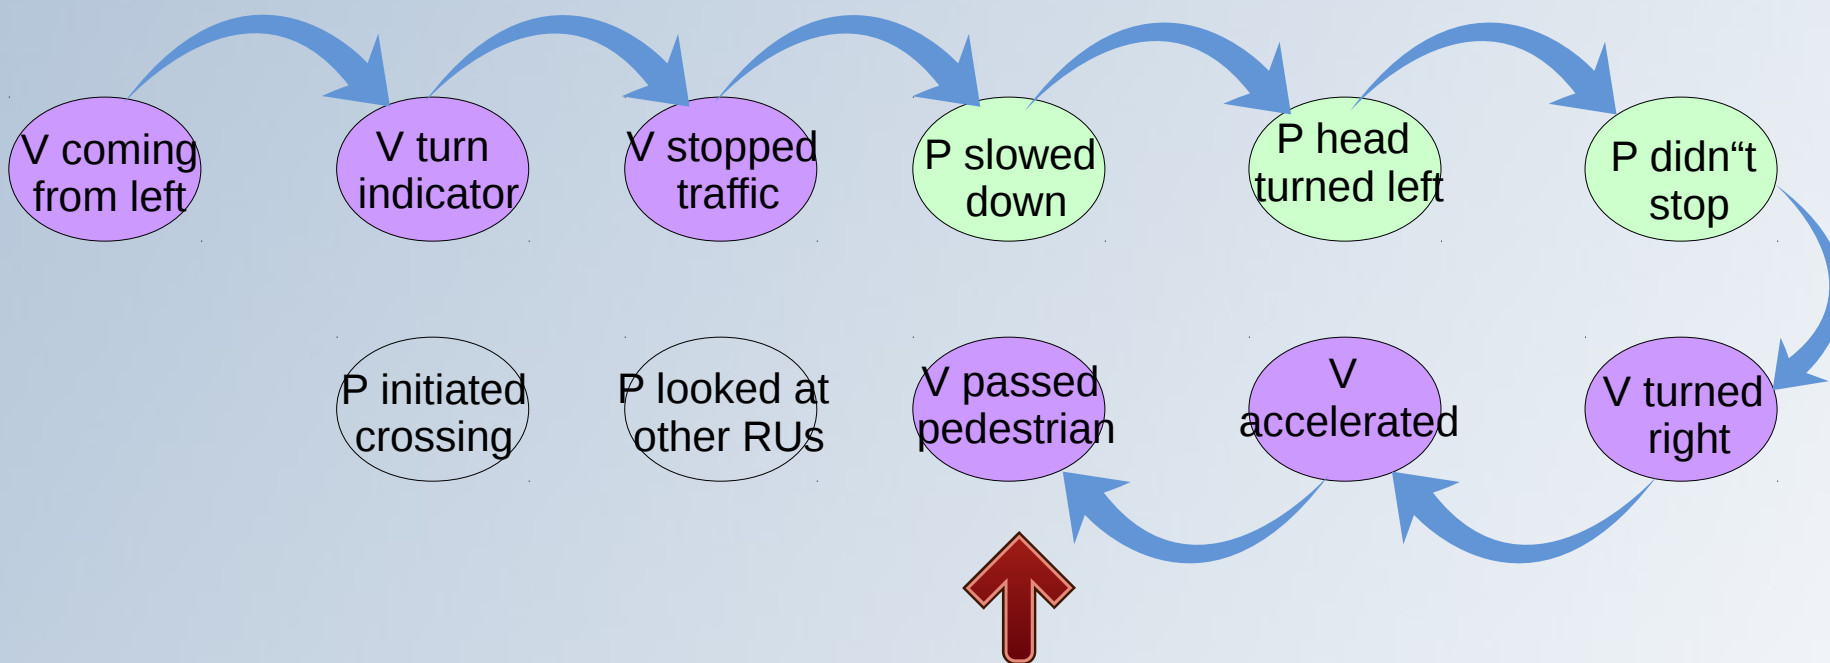 V coming
from left
V turn
indicator
V stopped
traffic
P slowed
down
P head
turned left
P didn“t
stop
P initiated
crossing
P looked at
other RUs
V passed
pedestrian
V
accelerated
V turned
right